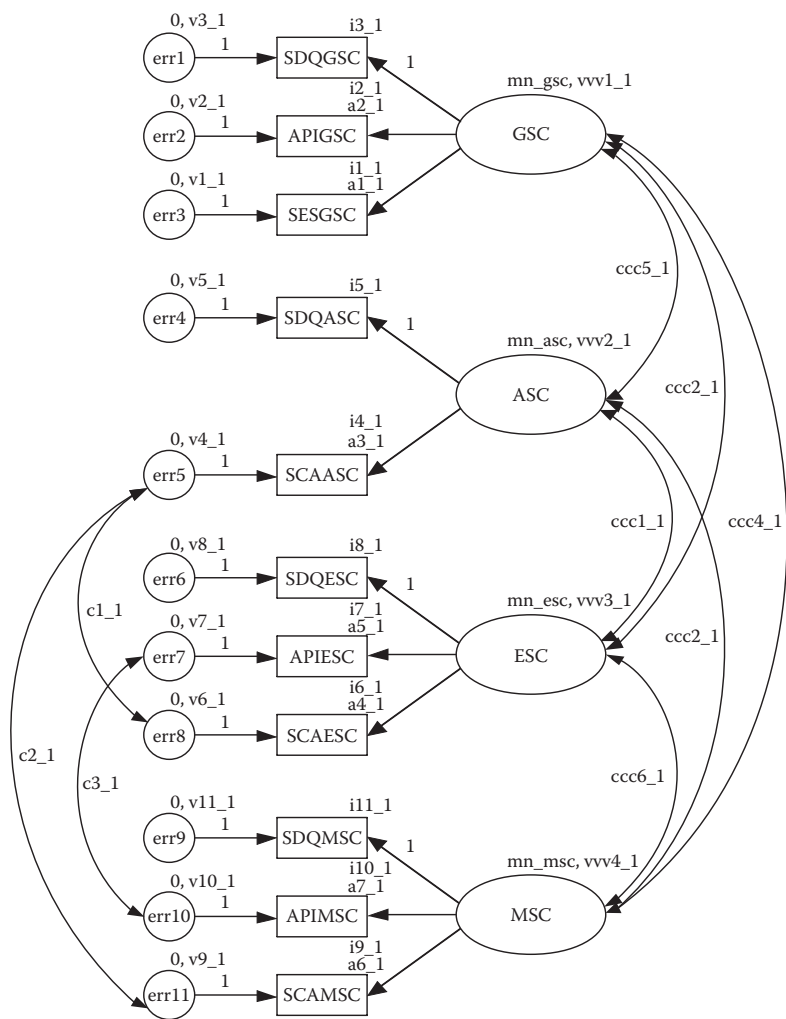 0, v3_1
i3_1
1
err1
SDQGSC
1
mn_gsc, vvv1_1
i2_1
0, v2_1
a2_1
1
err2
APIGSC
GSC
i1_1
0, v1_1
a1_1
1
err3
SESGSC
ccc5_1
0, v5_1
i5_1
1
err4
SDQASC
1
mn_asc, vvv2_1
ccc2_1
ASC
i4_1
0, v4_1
a3_1
1
err5
SCAASC
ccc1_1
ccc4_1
0, v8_1
i8_1
1
err6
SDQESC
1
mn_esc, vvv3_1
c1_1
i7_1
0, v7_1
a5_1
1
err7
APIESC
ESC
ccc2_1
i6_1
0, v6_1
a4_1
1
err8
SCAESC
c2_1
c3_1
ccc6_1
0, v11_1
i11_1
1
err9
SDQMSC
1
mn_msc, vvv4_1
i10_1
0, v10_1
a7_1
1
err10
APIMSC
MSC
i9_1
0, v9_1
a6_1
1
err11
SCAMSC